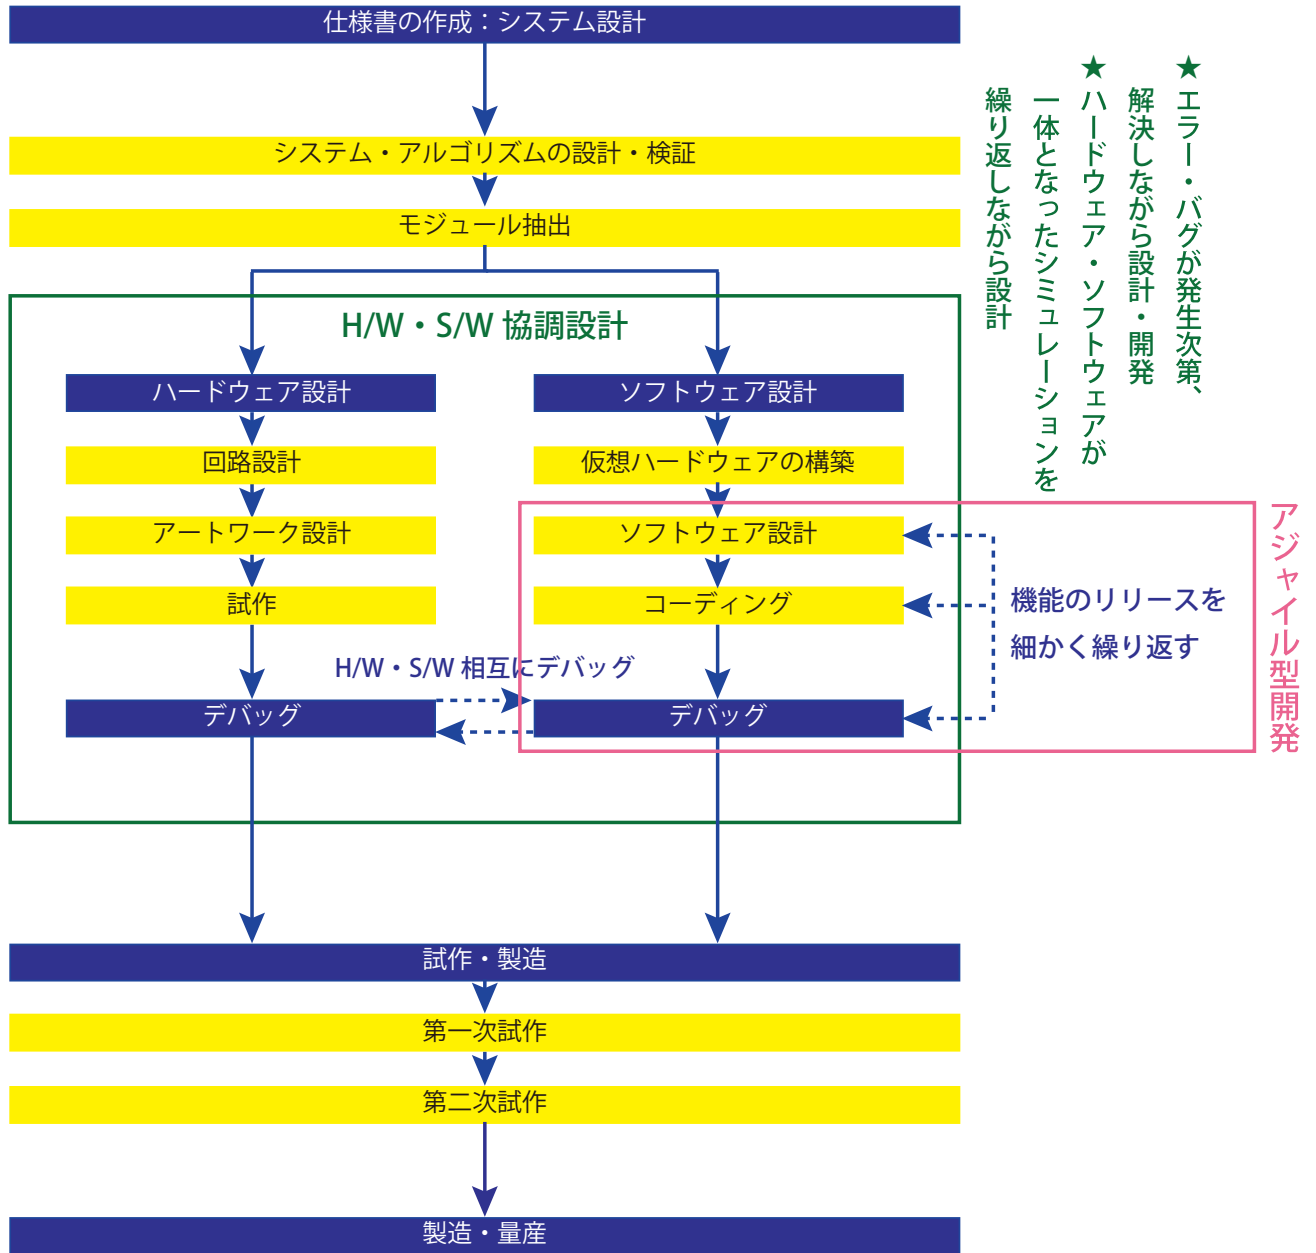 仕様書の作成：システム設計
システム・アルゴリズムの設計・検証
モジュール抽出
★エラー・バグが発生次第、
解決しながら設計・開発
★ハードウェア・ソフトウェアが
一体となったシミュレーションを
繰り返しながら設計
H/W・S/W 協調設計
ハードウェア設計
ソフトウェア設計
回路設計
仮想ハードウェアの構築
アートワーク設計
ソフトウェア設計
試作
コーディング
機能のリリースを
細かく繰り返す
アジャイル型開発
H/W・S/W 相互にデバッグ
デバッグ
デバッグ
試作・製造
第一次試作
第二次試作
製造・量産